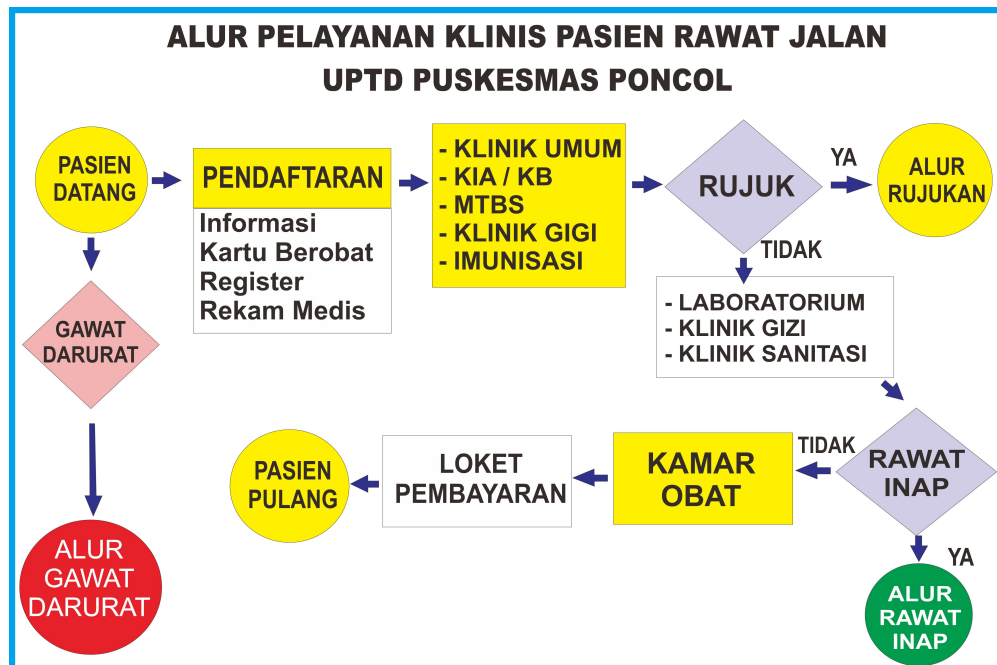 ALUR PELAYANAN KLINIS PASIEN RAWAT JALAN
UPTD PUSKESMAS PONCOL
PASIEN
DATANG
PENDAFTARAN
Informasi
Kartu Berobat
Register
Rekam Medis
- KLINIK UMUM
- KIA / KB
- MTBS
- KLINIK GIGI
- IMUNISASI
RUJUK
YA
ALUR
RUJUKAN
TIDAK
- LABORATORIUM
- KLINIK GIZI
- KLINIK SANITASI
GAWAT
DARURAT
ALUR
GAWAT
DARURAT
RAWAT
INAP
TIDAK
KAMAR
OBAT
LOKET
PEMBAYARAN
PASIEN
PULANG
YA
ALUR
RAWAT
INAP